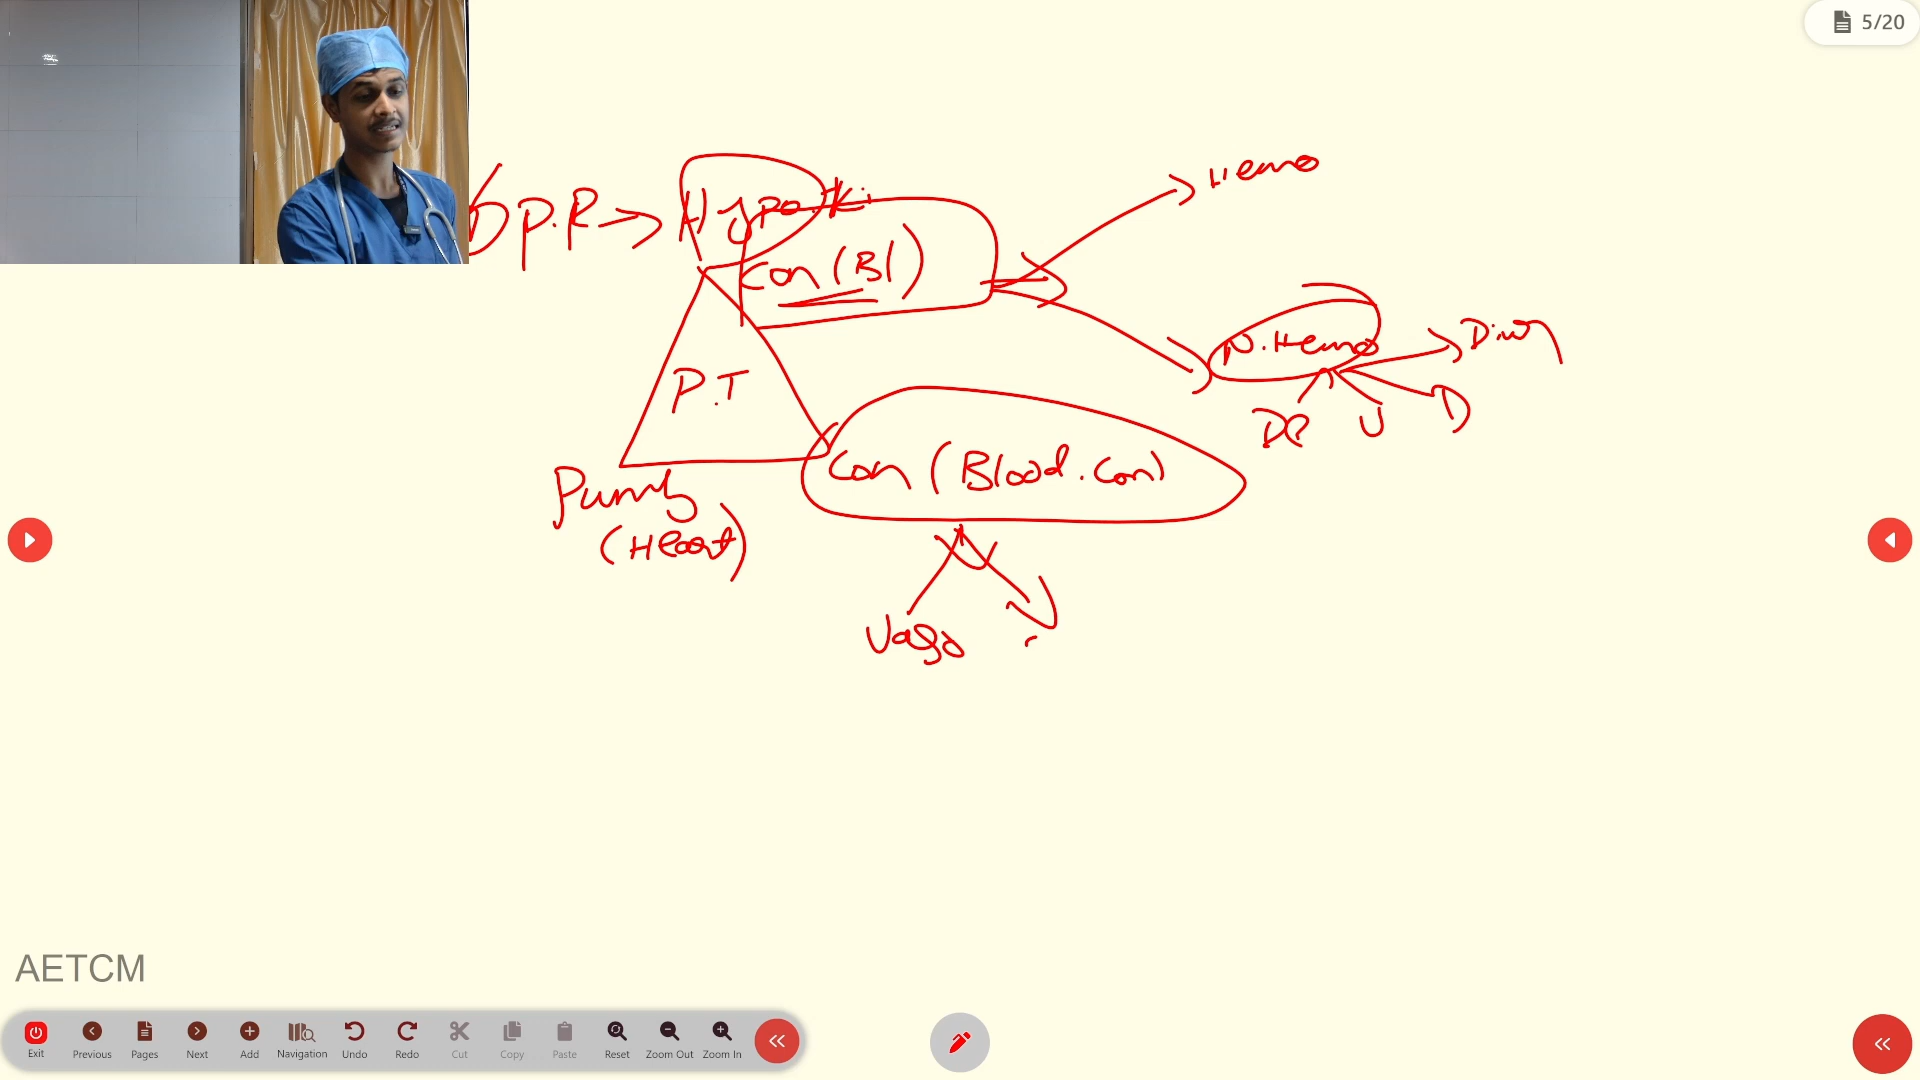 5/20
P.R → Hypo
Hemo
Con (Bl)
N.Hemo
P.T
D
U
Con (Blood.Con)
Pump
(Heart)
Vaso
AETCM
Exit Previous Pages Next Add Navigation Undo Redo Cut Copy Paste Reset Zoom Out Zoom In